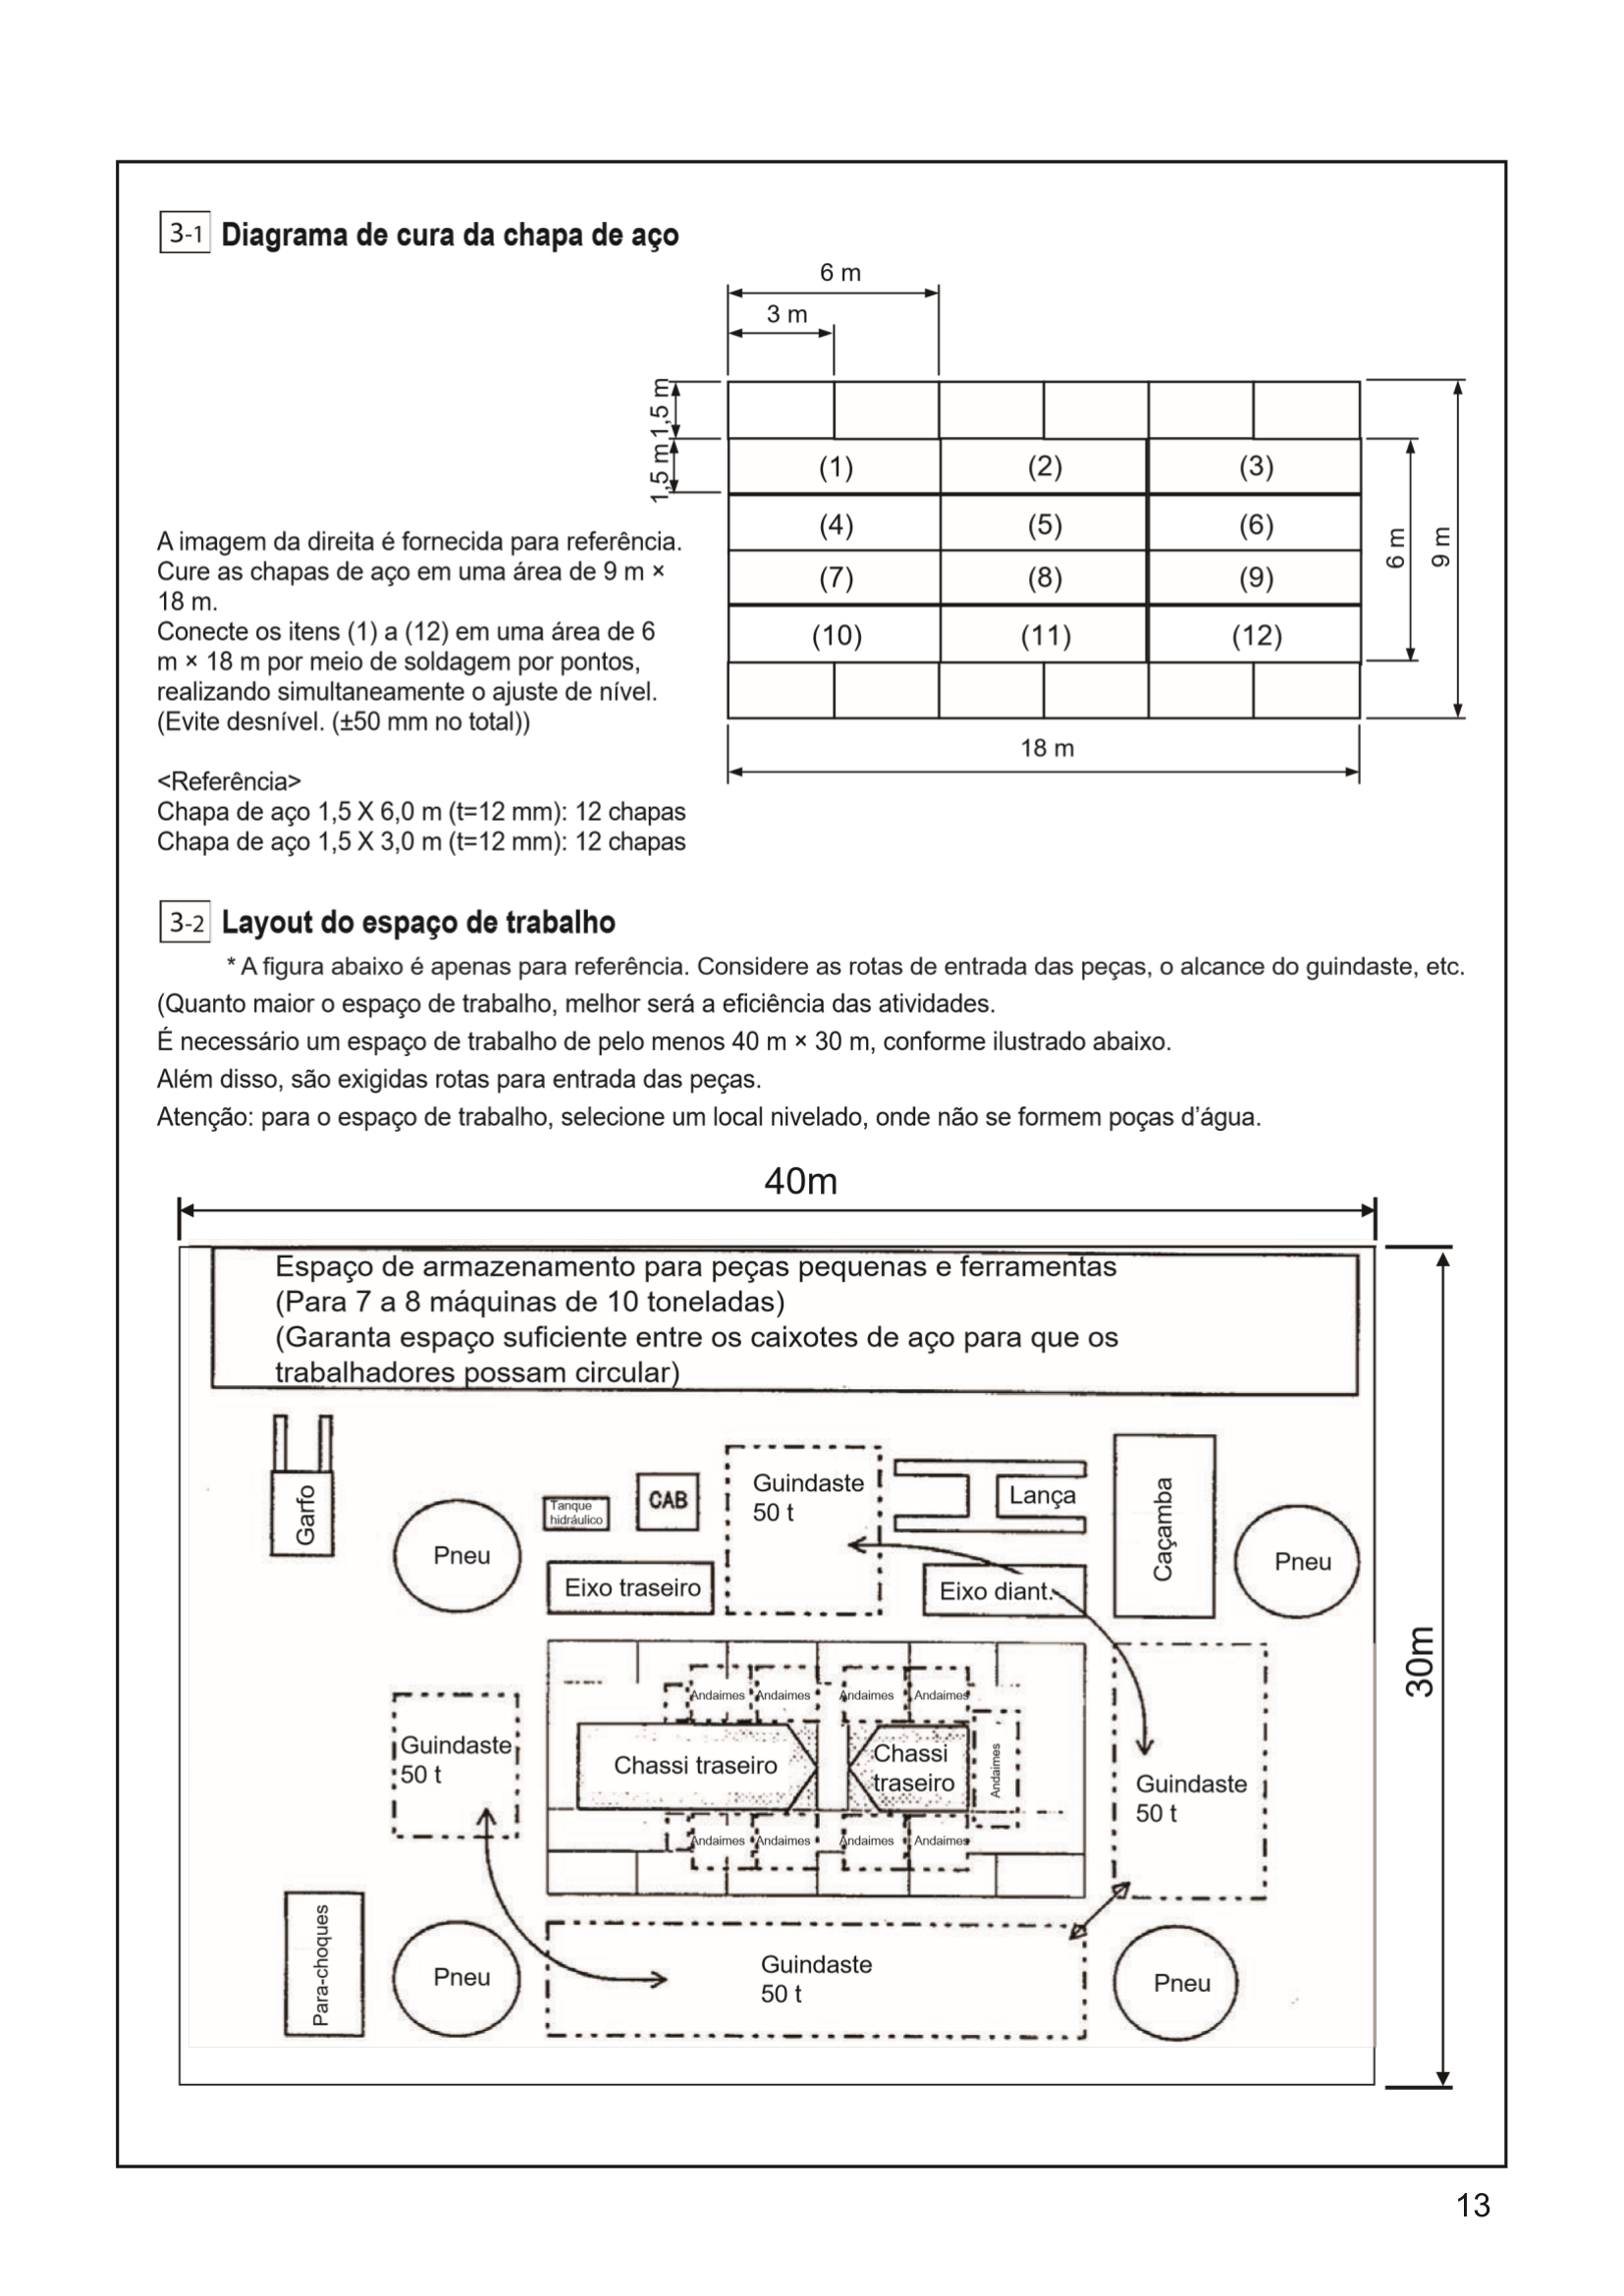 3-1 Diagrama de cura da chapa de aço
6 m
3 m
1,5 m
1,5 m
(1) (2) (3)
(4) (5) (6)
(7) (8) (9)
(10) (11) (12)
6 m
9 m
18 m
A imagem da direita é fornecida para referência.
Cure as chapas de aço em uma área de 9 m ×
18 m.
Conecte os itens (1) a (12) em uma área de 6
m × 18 m por meio de soldagem por pontos,
realizando simultaneamente o ajuste de nível.
(Evite desnível. (±50 mm no total))
<Referência>
Chapa de aço 1,5 X 6,0 m (t=12 mm): 12 chapas
Chapa de aço 1,5 X 3,0 m (t=12 mm): 12 chapas
3-2 Layout do espaço de trabalho
* A figura abaixo é apenas para referência. Considere as rotas de entrada das peças, o alcance do guindaste, etc.
(Quanto maior o espaço de trabalho, melhor será a eficiência das atividades.
É necessário um espaço de trabalho de pelo menos 40 m × 30 m, conforme ilustrado abaixo.
Além disso, são exigidas rotas para entrada das peças.
Atenção: para o espaço de trabalho, selecione um local nivelado, onde não se formem poças d’água.
40m
30m
Espaço de armazenamento para peças pequenas e ferramentas
(Para 7 a 8 máquinas de 10 toneladas)
(Garanta espaço suficiente entre os caixotes de aço para que os
trabalhadores possam circular)
Garfo
Pneu
Tanque
hidráulico
CAB
Guindaste
50 t
Lança
Caçamba
Pneu
Eixo traseiro
Eixo diant.
Andaimes Andaimes Andaimes Andaimes
Guindaste
50 t
Chassi traseiro
Chassi
traseiro
Andaimes
Guindaste
50 t
Andaimes Andaimes Andaimes Andaimes
Para-choques
Pneu
Guindaste
50 t
Pneu
13